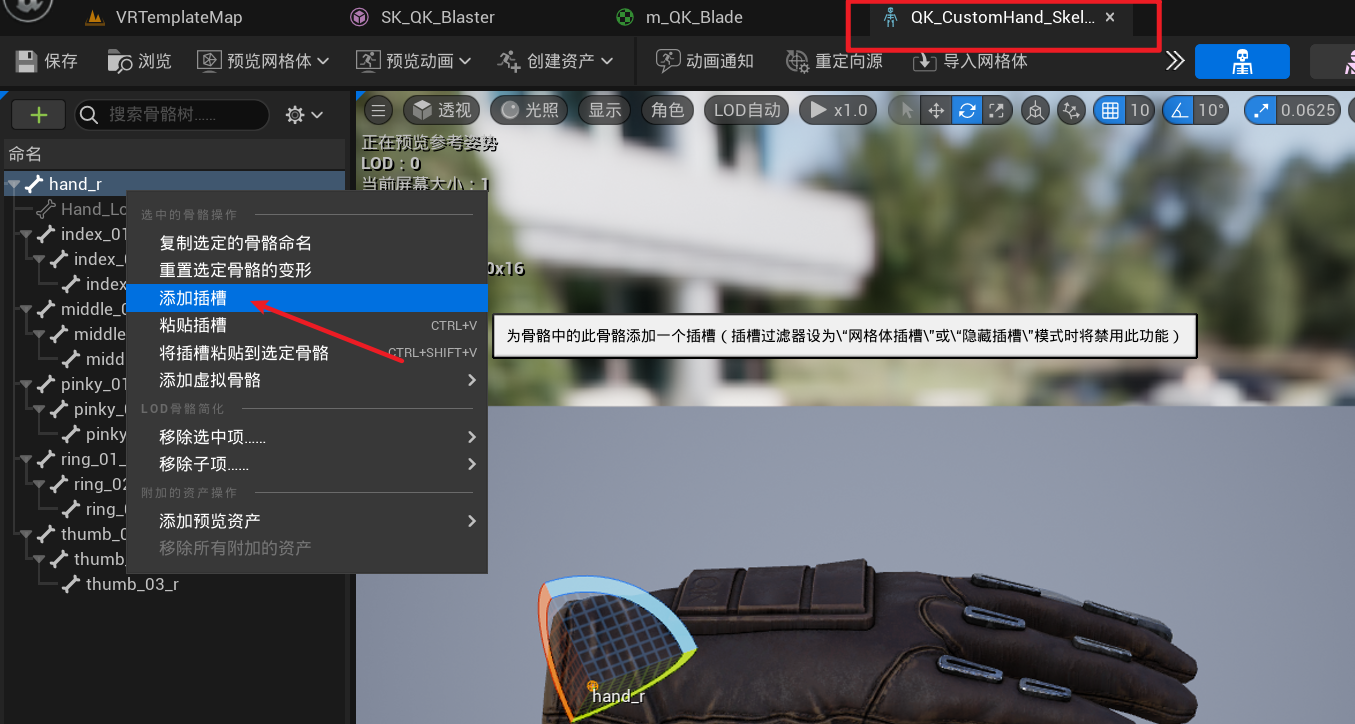 VRTemplateMap
SK_QK_Blaster
m_QK_Blade
QK_CustomHand_Skel...
保存
浏览
预览网格体
预览动画
创建资产
动画通知
重定向源
导入网格体
搜索骨骼树......
透视
光照
显示
角色
LOD自动
x1.0
10
10°
0.0625
命名
正在预览参考姿势
LOD：0
当前屏幕大小：1
0x16
hand_r
Hand_Lo
index_01
index_
index
middle_0
middle
midd
pinky_01
pinky_
pinky
ring_01_
ring_02
ring_
thumb_0
thumb_
thumb_03_r
选中的骨骼操作
复制选定的骨骼命名
重置选定骨骼的变形
添加插槽
粘贴插槽 CTRL+V
将插槽粘贴到选定骨骼 CTRL+SHIFT+V
添加虚拟骨骼
LOD骨骼简化
移除选中项......
移除子项......
附加的资产操作
添加预览资产
移除所有附加的资产
为骨骼中的此骨骼添加一个插槽（插槽过滤器设为\“网格体插槽\”或\“隐藏插槽\”模式时将禁用此功能）
hand_r